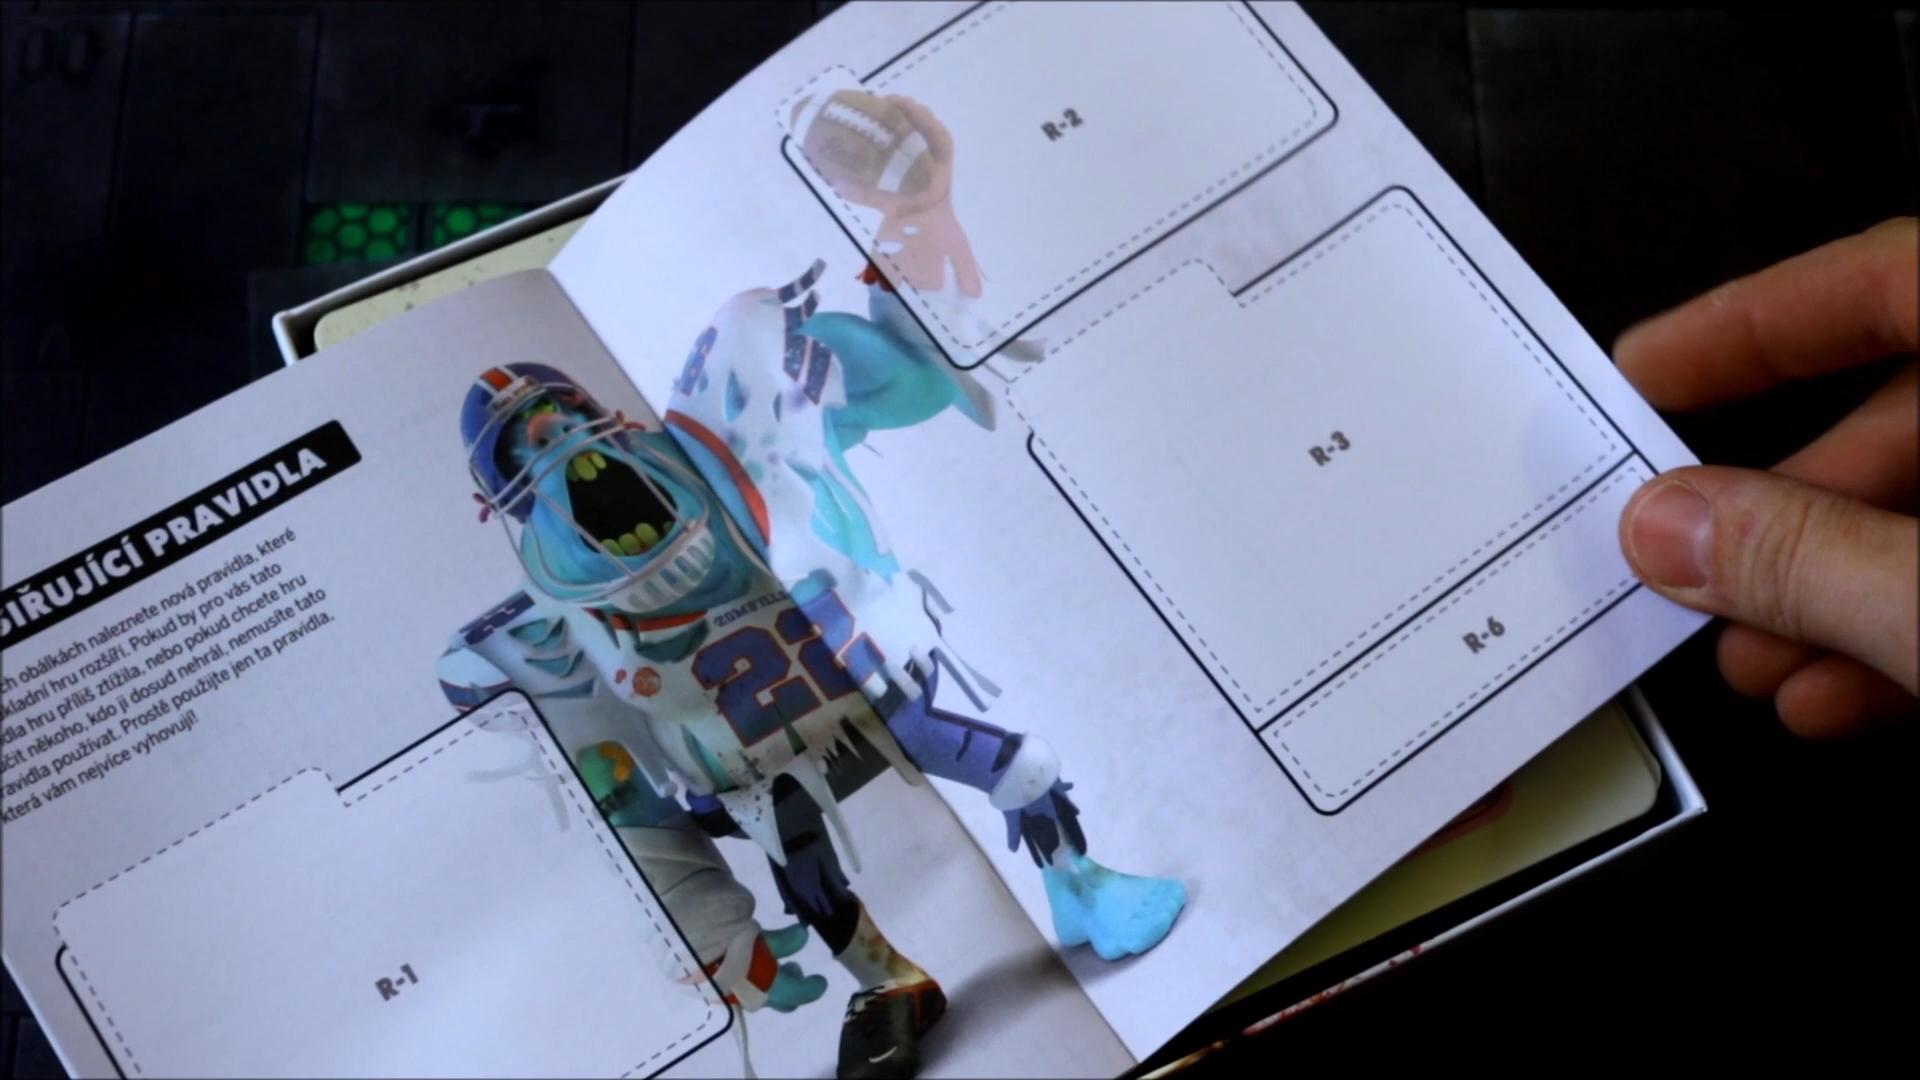 ŠIŘUJÍCÍ PRAVIDLA
ch obálkách naleznete nová pravidla, které
kladní hru rozšíří. Pokud by pro vás tato
dla hru příliš ztížila, nebo pokud chcete hru
čit někoho, kdo ji dosud nehrál, nemusíte tato
ravidla používat. Prostě použijte jen ta pravidla,
která vám nejvíce vyhovují!
R-1
22
R-2
R-3
R-6